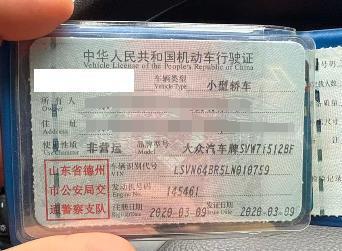 中华人民共和国机动车行驶证
Vehicle License of the People's Republic of China
车辆类型 小型轿车
Vehicle Type
所有人
住址
使用性质 非营运 品牌型号 大众汽车牌SVW7512BF
Use Character
山东省德州
市公安局交
通警察支队
车辆识别代号 LSVN64BR5LN010759
VIN
发动机号码 145461
Engine No.
注册日期 2020-03-09 发证日期 2020-03-09
Register Date Issue Date